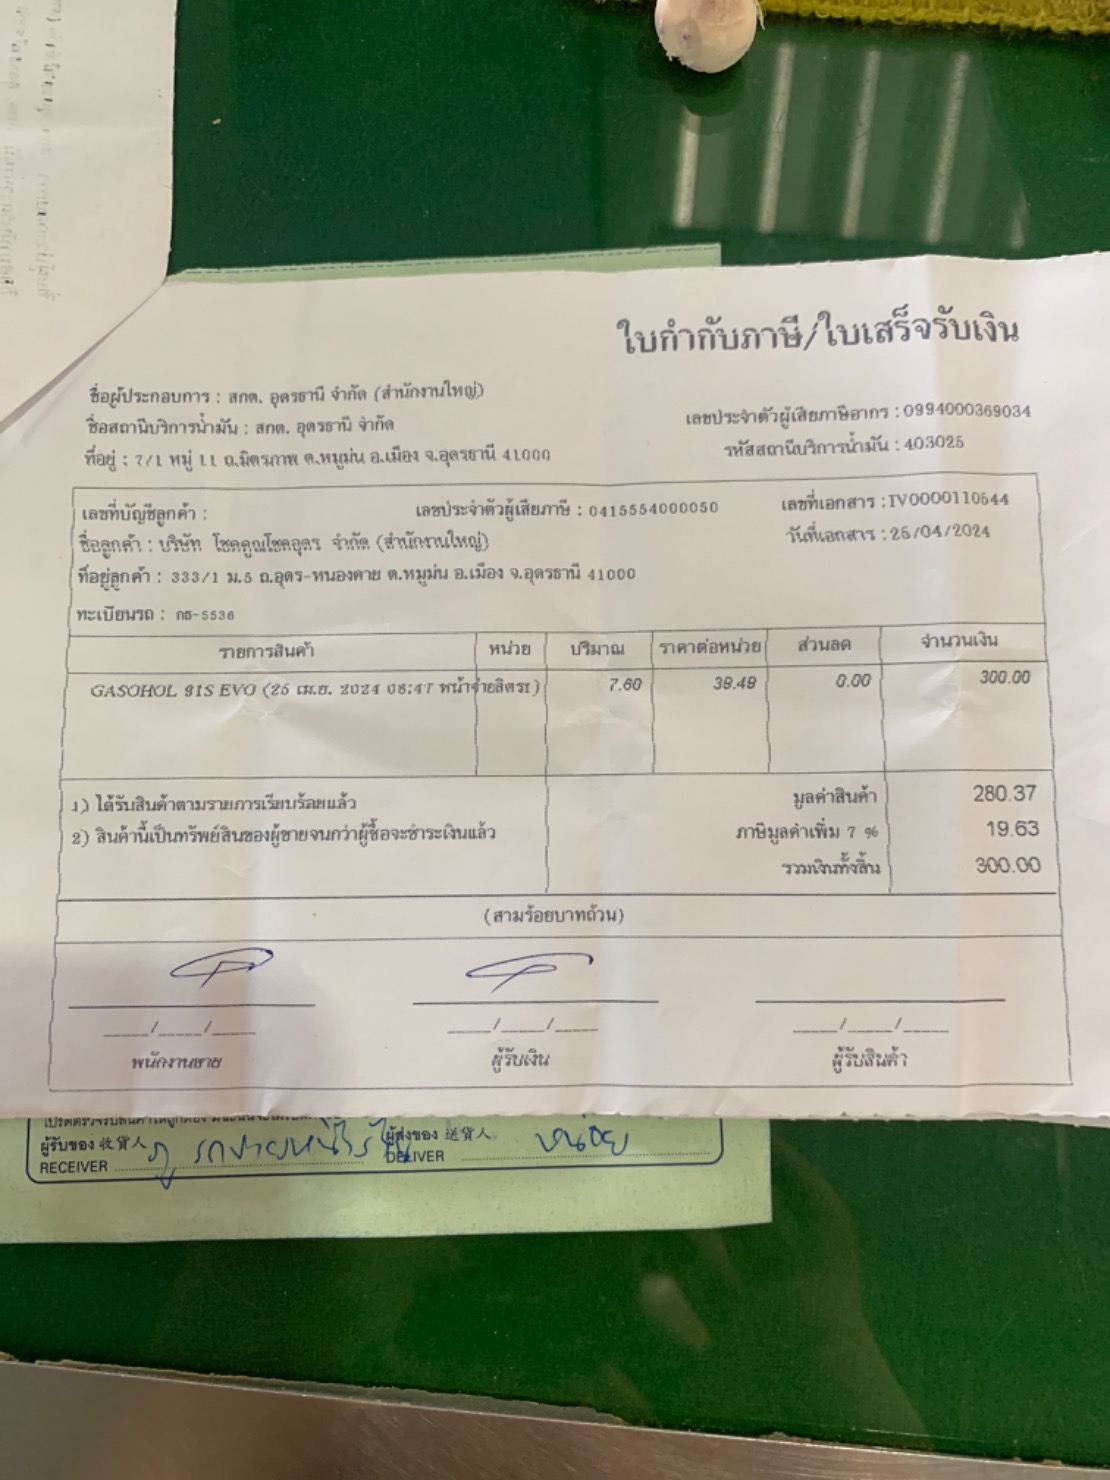 ใบกำกับภาษี/ใบเสร็จรับเงิน
ชื่อผู้ประกอบการ : สกต. อุดรธานี จำกัด (สำนักงานใหญ่)
เลขประจำตัวผู้เสียภาษีอากร : 0994000369034
ชื่อสถานีบริการน้ำมัน : สกต. อุดรธานี จำกัด
รหัสสถานีบริการน้ำมัน : 403025
ที่อยู่ : 7/1 หมู่ 11 ถ.มิตรภาพ ต.หมูม่น อ.เมือง จ.อุดรธานี 41000
เลขที่บัญชีลูกค้า : เลขประจำตัวผู้เสียภาษี : 0415554000050 เลขที่เอกสาร : IV0000110544
ชื่อลูกค้า : บริษัท โชคคูณโชคอุดร จำกัด (สำนักงานใหญ่) วันที่เอกสาร : 25/04/2024
ที่อยู่ลูกค้า : 333/1 ม.5 ถ.อุดร-หนองคาย ต.หมูม่น อ.เมือง จ.อุดรธานี 41000
ทะเบียนรถ : กธ-5536
รายการสินค้า หน่วย ปริมาณ ราคาต่อหน่วย ส่วนลด จำนวนเงิน
GASOHOL 91S EVO (25 เม.ย. 2024 08:47 หน้าจ่ายลิตร1) 7.60 39.49 0.00 300.00
1) ได้รับสินค้าตามรายการเรียบร้อยแล้ว มูลค่าสินค้า 280.37
2) สินค้านี้เป็นทรัพย์สินของผู้ขายจนกว่าผู้ซื้อจะชำระเงินแล้ว ภาษีมูลค่าเพิ่ม 7 % 19.63
รวมเงินทั้งสิ้น 300.00
(สามร้อยบาทถ้วน)
____/____/____ ____/____/____ ____/____/____
พนักงานขาย ผู้รับเงิน ผู้รับสินค้า
ผู้รับของ 收貨人 ผู้ส่งของ 送貨人
RECEIVER DELIVER